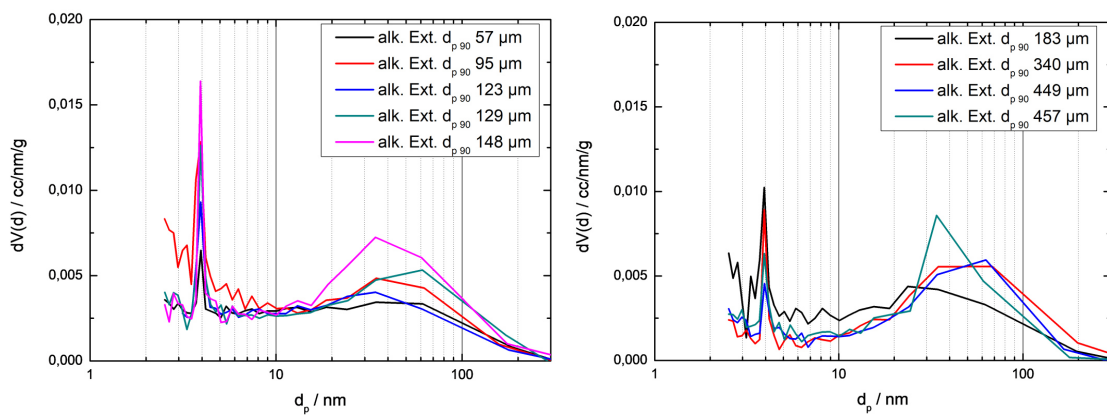 0,020
0,015
0,010
0,005
0,000
dV(d) / cc/nm/g
alk. Ext. dp 90 57 µm
alk. Ext. dp 90 95 µm
alk. Ext. dp 90 123 µm
alk. Ext. dp 90 129 µm
alk. Ext. dp 90 148 µm
1 10 100
dp / nm
0,020
0,015
0,010
0,005
0,000
dV(d) / cc/nm/g
alk. Ext. dp 90 183 µm
alk. Ext. dp 90 340 µm
alk. Ext. dp 90 449 µm
alk. Ext. dp 90 457 µm
1 10 100
dp / nm